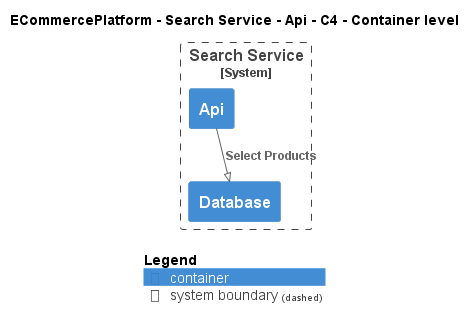 ECommercePlatform - Search Service - Api - C4 - Container level
Search Service
[System]
Api
Select Products
Database
Legend
container
system boundary (dashed)